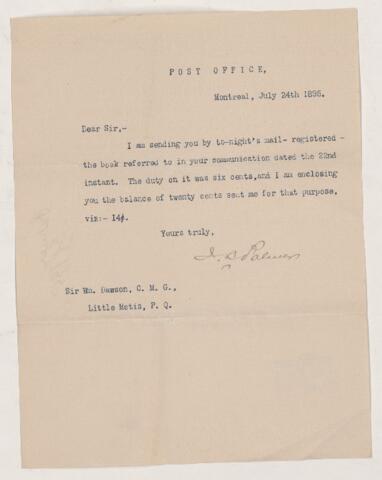 POST OFFICE,
Montreal, July 24th 1896.
Dear Sir,-
I am sending you by to-night's mail- registered -
the book referred to in your communication dated the 22nd
instant. The duty on it was six cents,and I am enclosing
you the balance of twenty cents sent me for that purpose,
viz:- 14¢.
Yours truly,
Palmer
Sir Wm. Dawson, C. M. G.,
Little Metis, P. Q.